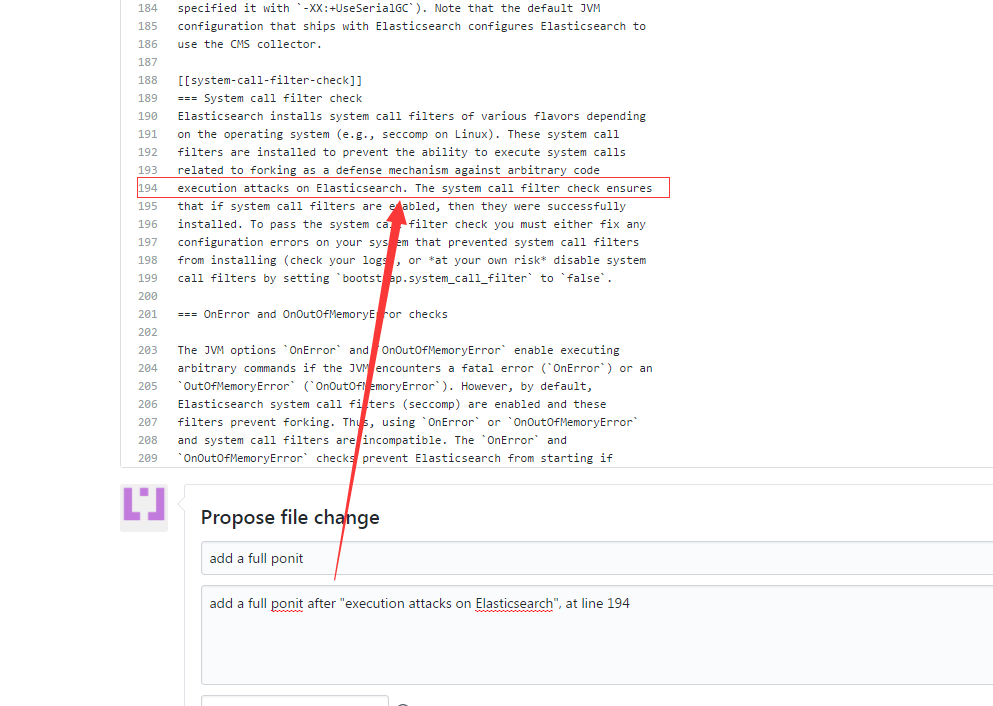 184 specified it with `-XX:+UseSerialGC`). Note that the default JVM
185 configuration that ships with Elasticsearch configures Elasticsearch to
186 use the CMS collector.
187
188 [[system-call-filter-check]]
189 === System call filter check
190 Elasticsearch installs system call filters of various flavors depending
191 on the operating system (e.g., seccomp on Linux). These system call
192 filters are installed to prevent the ability to execute system calls
193 related to forking as a defense mechanism against arbitrary code
194 execution attacks on Elasticsearch. The system call filter check ensures
195 that if system call filters are enabled, then they were successfully
196 installed. To pass the system call filter check you must either fix any
197 configuration errors on your system that prevented system call filters
198 from installing (check your logs), or *at your own risk* disable system
199 call filters by setting `bootstrap.system_call_filter` to `false`.
200
201 === OnError and OnOutOfMemoryError checks
202
203 The JVM options `OnError` and `OnOutOfMemoryError` enable executing
204 arbitrary commands if the JVM encounters a fatal error (`OnError`) or an
205 `OutOfMemoryError` (`OnOutOfMemoryError`). However, by default,
206 Elasticsearch system call filters (seccomp) are enabled and these
207 filters prevent forking. Thus, using `OnError` or `OnOutOfMemoryError`
208 and system call filters are incompatible. The `OnError` and
209 `OnOutOfMemoryError` checks prevent Elasticsearch from starting if
Propose file change
add a full ponit
add a full ponit after "execution attacks on Elasticsearch", at line 194